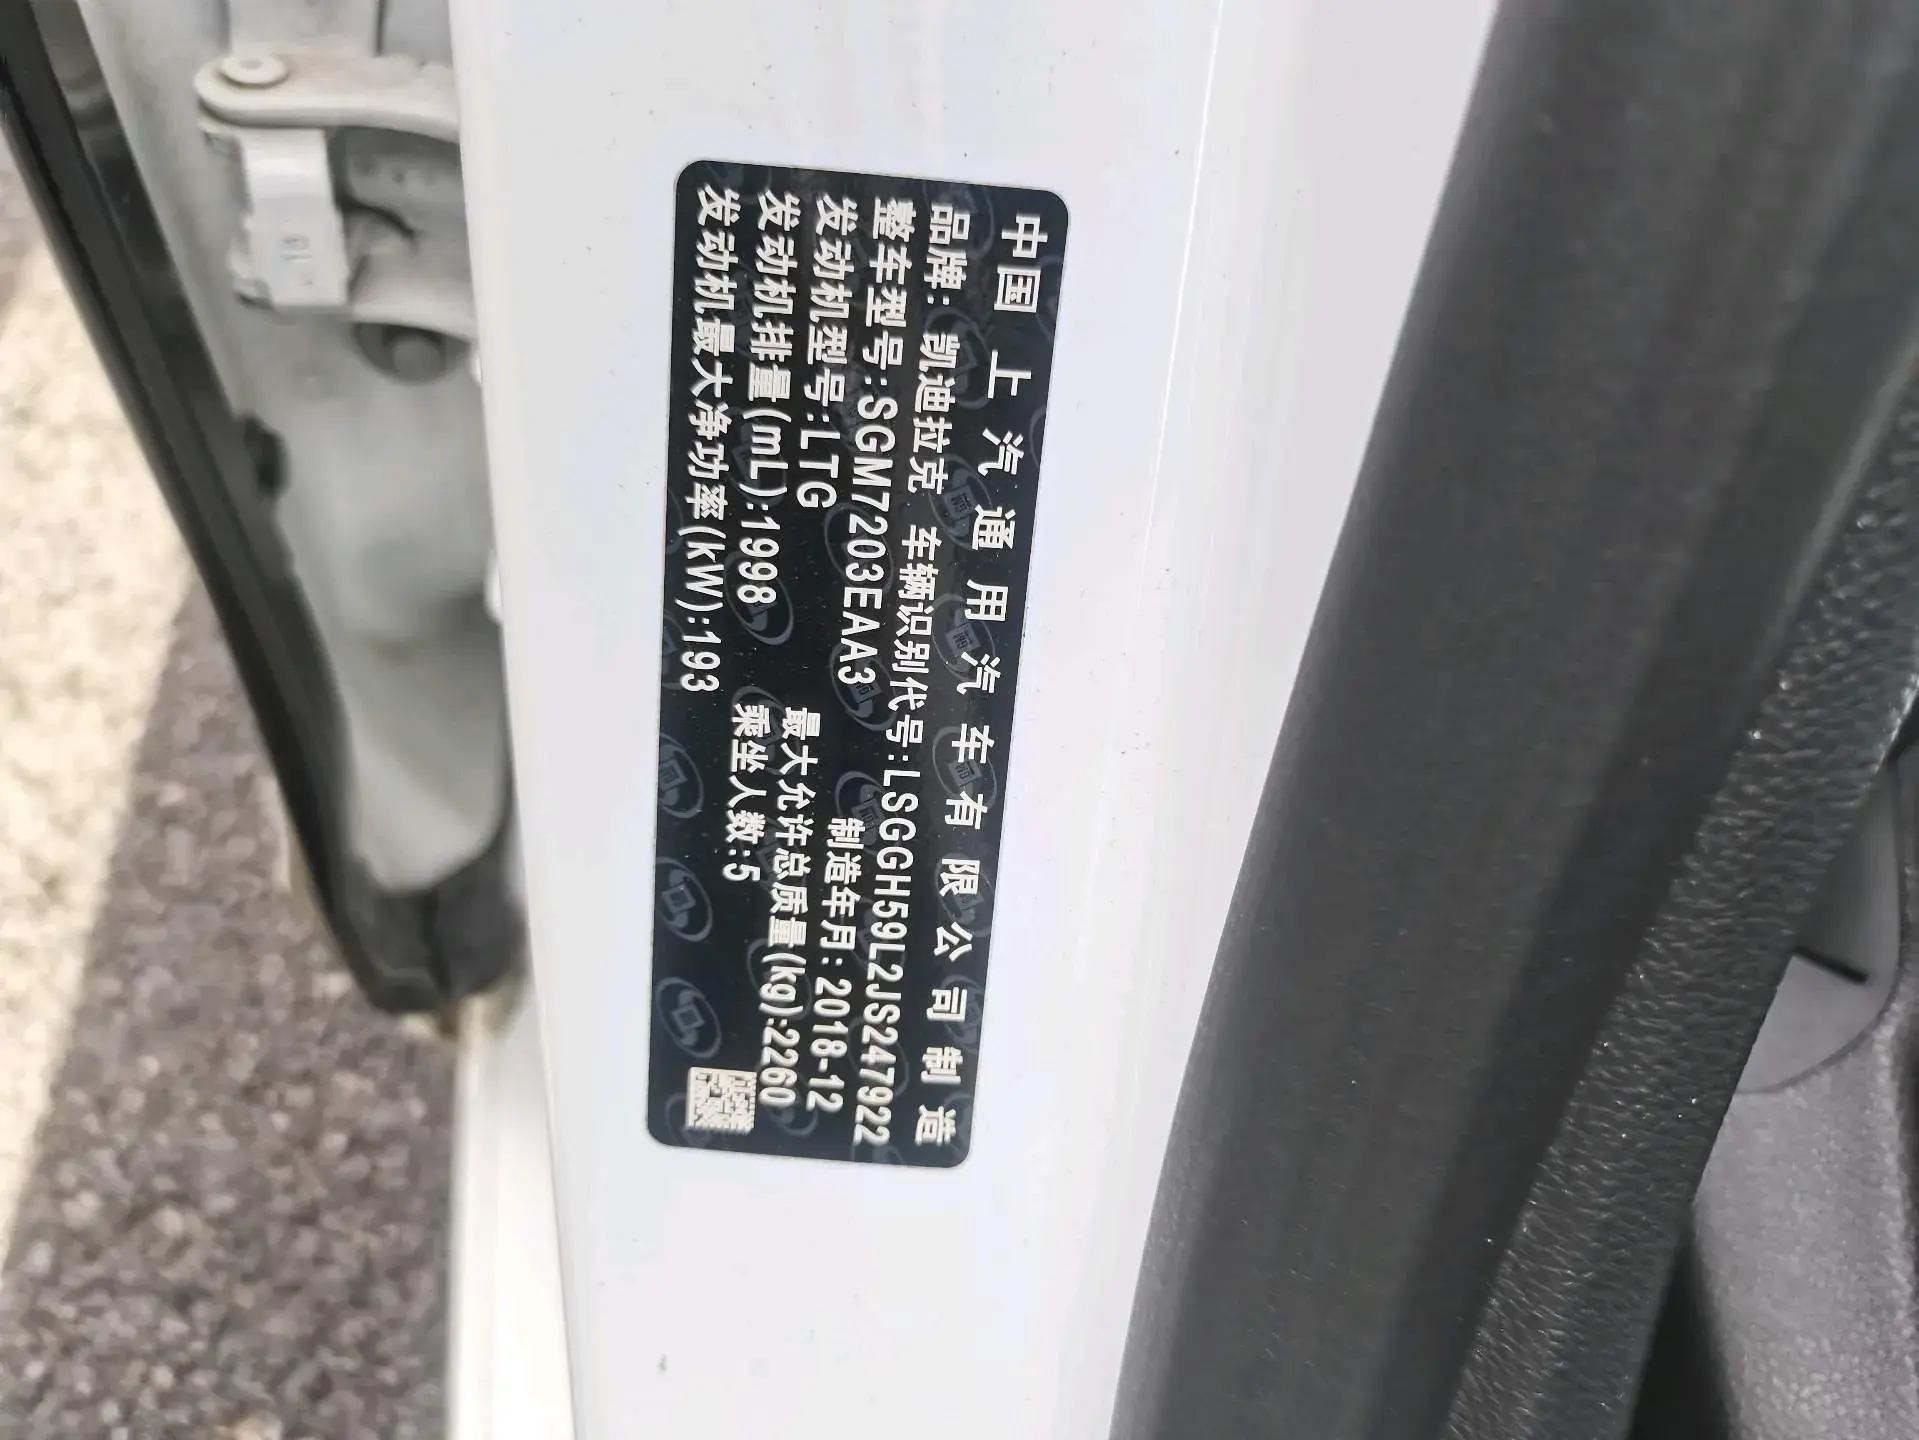 中国上汽通用汽车有限公司制造
品牌: 凯迪拉克 车辆识别代号:LSGGH59L2JS247922
整车型号:SGM7203EAA3 制造年月: 2018-12
发动机型号:LTG 最大允许总质量(kg):2260
发动机排量(mL):1998 乘坐人数:5
发动机最大净功率(kW):193